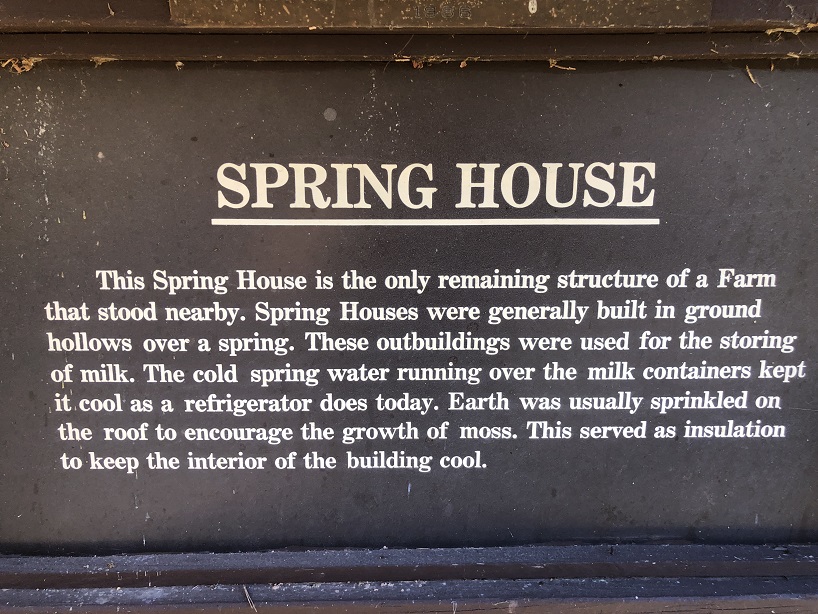 SPRING HOUSE
This Spring House is the only remaining structure of a Farm
that stood nearby. Spring Houses were generally built in ground
hollows over a spring. These outbuildings were used for the storing
of milk. The cold spring water running over the milk containers kept
it cool as a refrigerator does today. Earth was usually sprinkled on
the roof to encourage the growth of moss. This served as insulation
to keep the interior of the building cool.